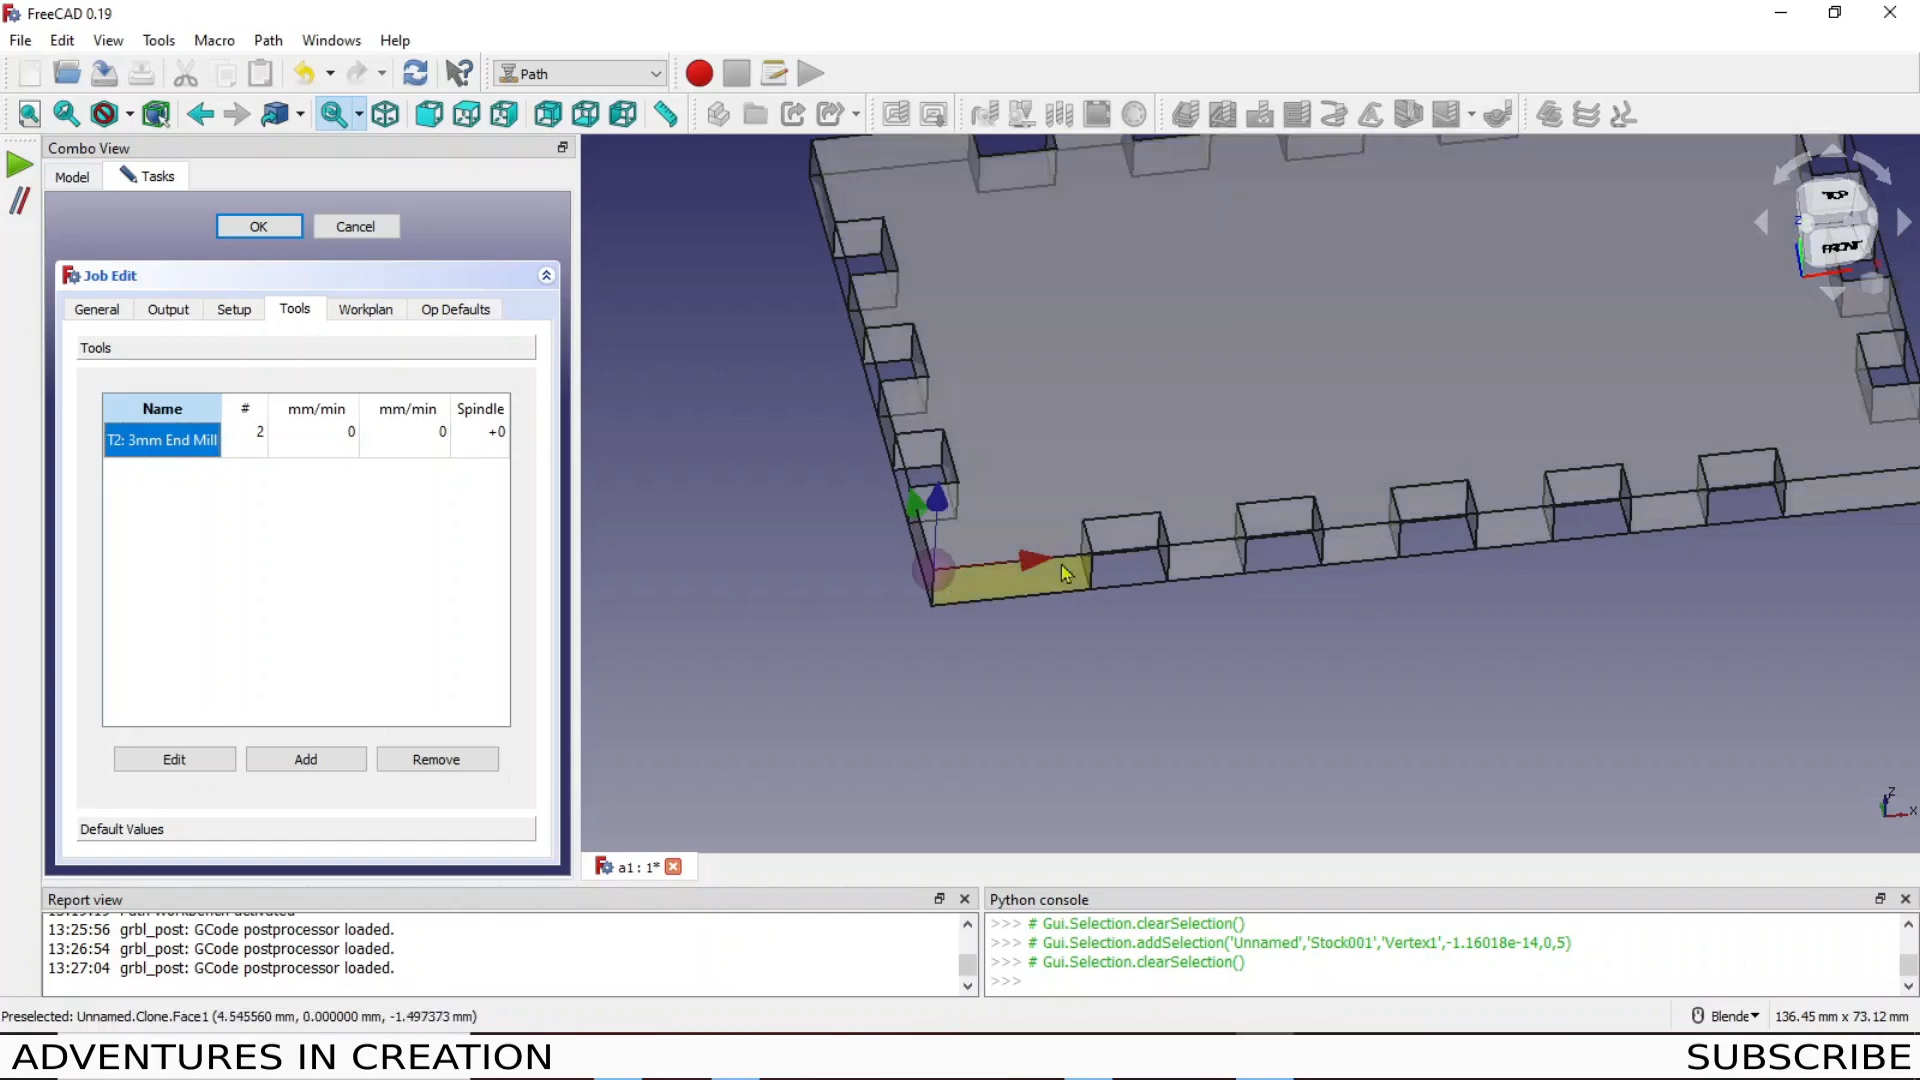 FreeCAD 0.19
File Edit View Tools Macro Path Windows Help
Path
Combo View
Model Tasks
OK Cancel
Job Edit
General Output Setup Tools Workplan Op Defaults
Tools
Name # mm/min mm/min Spindle
T2: 3mm End Mill 2 0 0 +0
Edit Add Remove
Default Values
TOP
FRONT
Z
X
Z
X
a1 : 1*
Report view
13:25:56 grbl_post: GCode postprocessor loaded.
13:26:54 grbl_post: GCode postprocessor loaded.
13:27:04 grbl_post: GCode postprocessor loaded.
Python console
>>> # Gui.Selection.clearSelection()
>>> # Gui.Selection.addSelection('Unnamed','Stock001','Vertex1',-1.16018e-14,0,5)
>>> # Gui.Selection.clearSelection()
>>>
Preselected: Unnamed.Clone.Face1 (4.545560 mm, 0.000000 mm, -1.497373 mm)
Blende 136.45 mm x 73.12 mm
ADVENTURES IN CREATION SUBSCRIBE